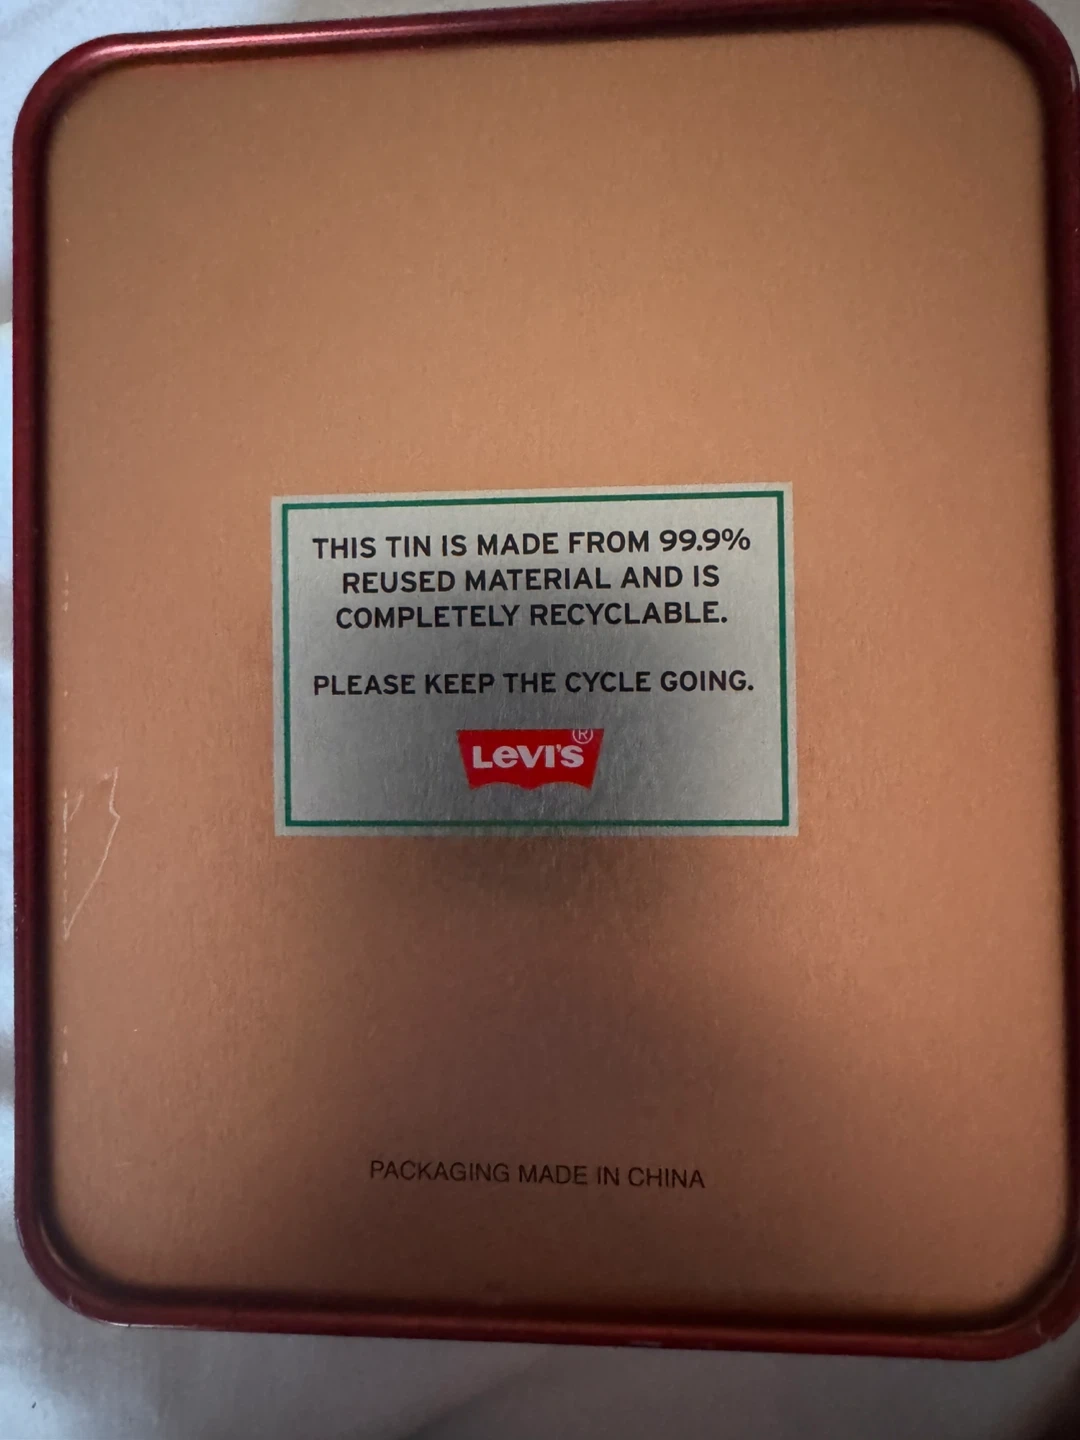 THIS TIN IS MADE FROM 99.9%
REUSED MATERIAL AND IS
COMPLETELY RECYCLABLE.
PLEASE KEEP THE CYCLE GOING.
LEVI'S®
PACKAGING MADE IN CHINA